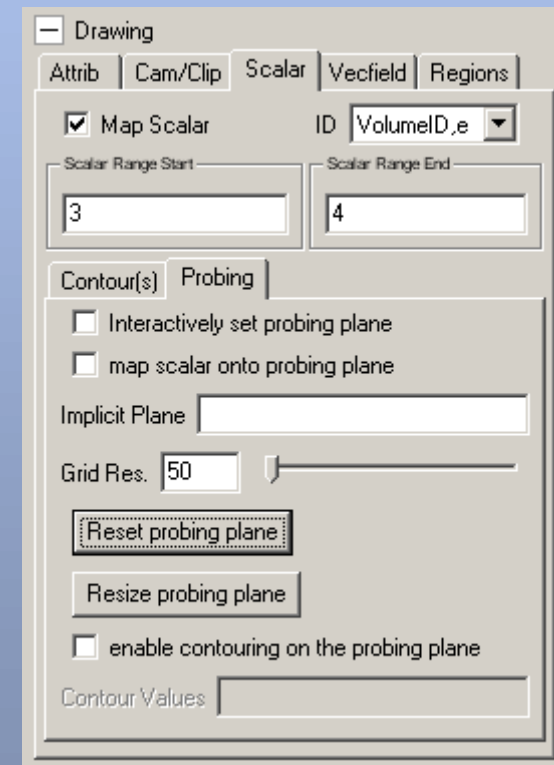 Drawing
Attrib Cam/Clip Scalar Vecfield Regions
Map Scalar ID VolumeID,e
Scalar Range Start Scalar Range End
3 4
Contour(s) Probing
Interactively set probing plane
map scalar onto probing plane
Implicit Plane
Grid Res. 50
Reset probing plane
Resize probing plane
enable contouring on the probing plane
Contour Values